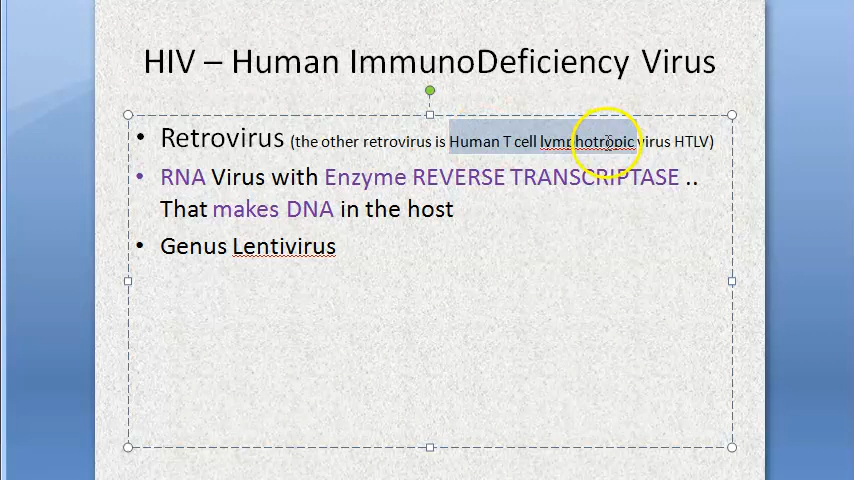 HIV – Human ImmunoDeficiency Virus
• Retrovirus (the other retrovirus is Human T cell lymphotropic virus HTLV)
• RNA Virus with Enzyme REVERSE TRANSCRIPTASE ..
That makes DNA in the host
• Genus Lentivirus